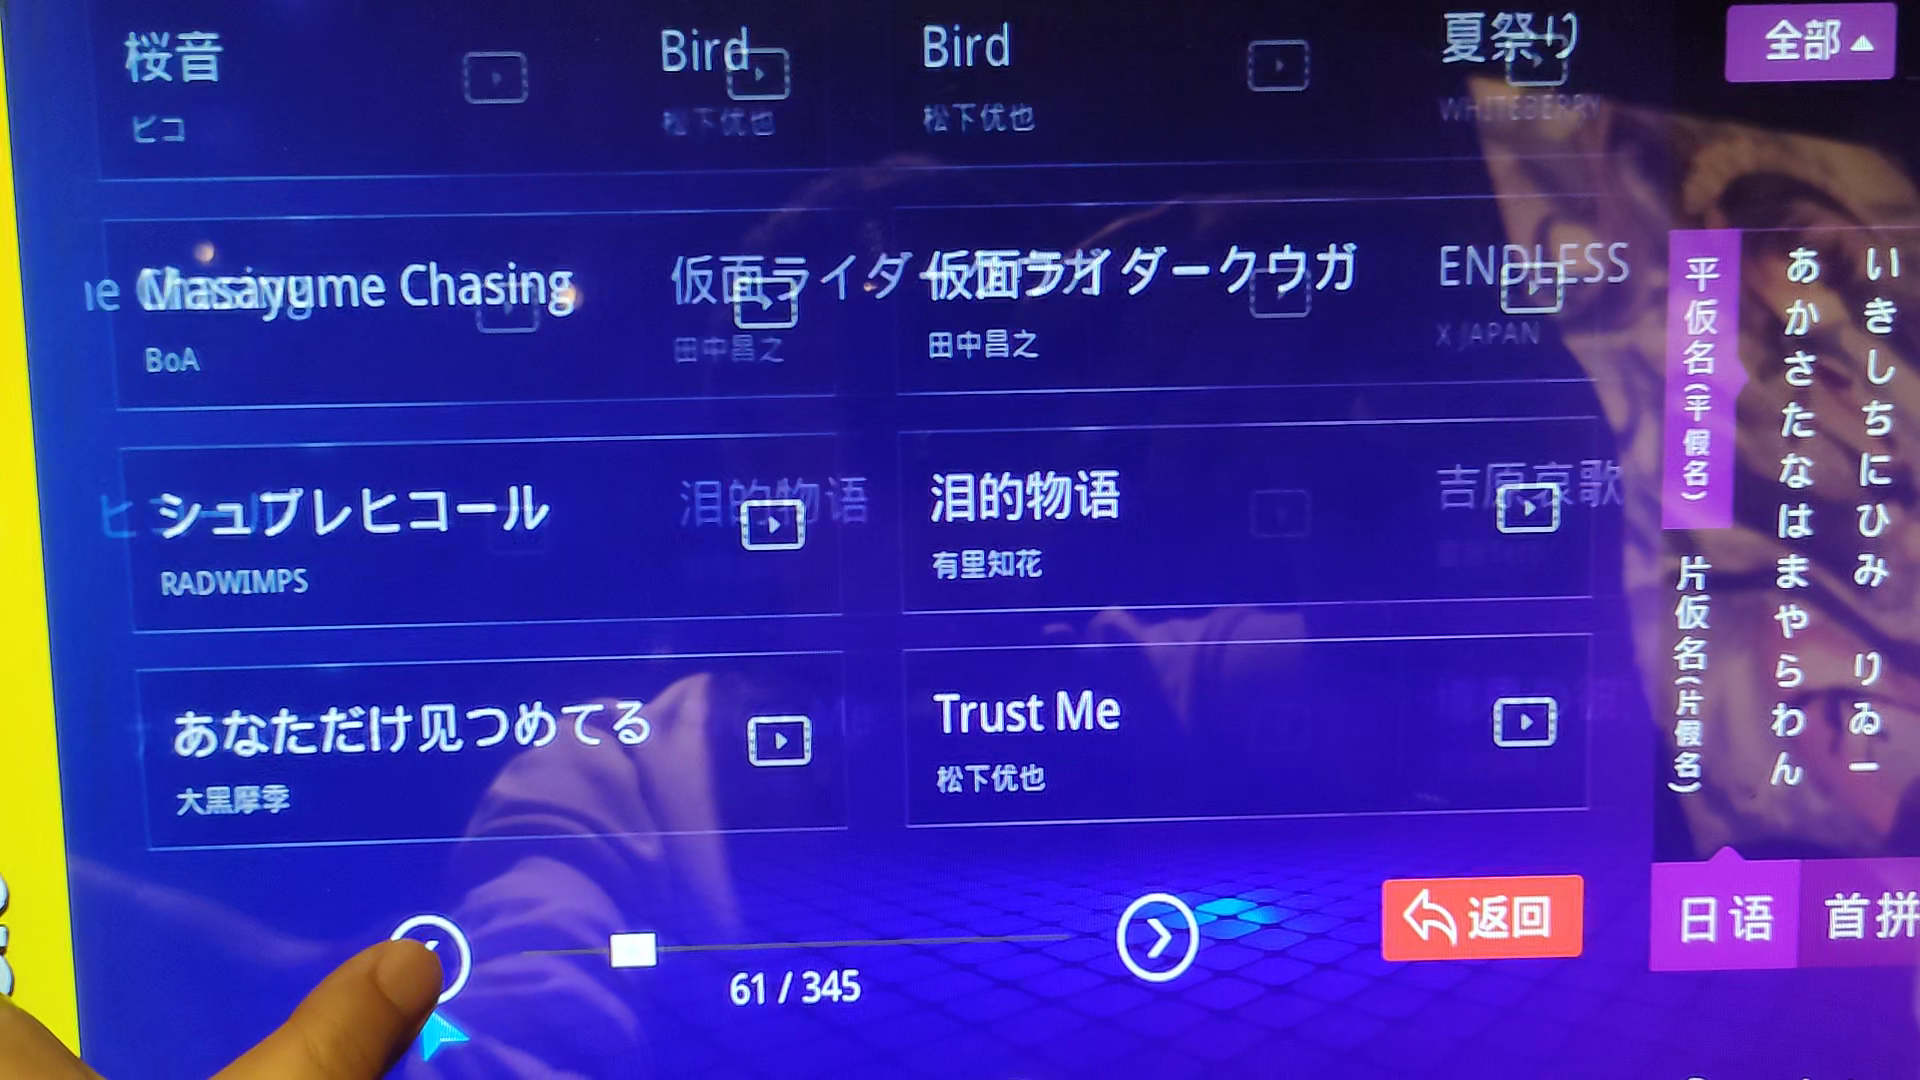 桜音
ピコ
Bird
松下优也
Bird
松下优也
夏祭り
WHITEBERRY
全部
Masayume Chasing
BoA
仮面ライダ
田中昌之
仮面ライダークウガ
田中昌之
ENDLESS
X JAPAN
シュプレヒコール
RADWIMPS
泪的物语
泪的物语
有里知花
吉原哀歌
あなただけ见つめてる
大黒摩季
Trust Me
松下优也
61 / 345
返回
平仮名(平假名)
片仮名(片假名)
あかさたなはまやらわん
いきしちにひみ りゐー
日语
首拼